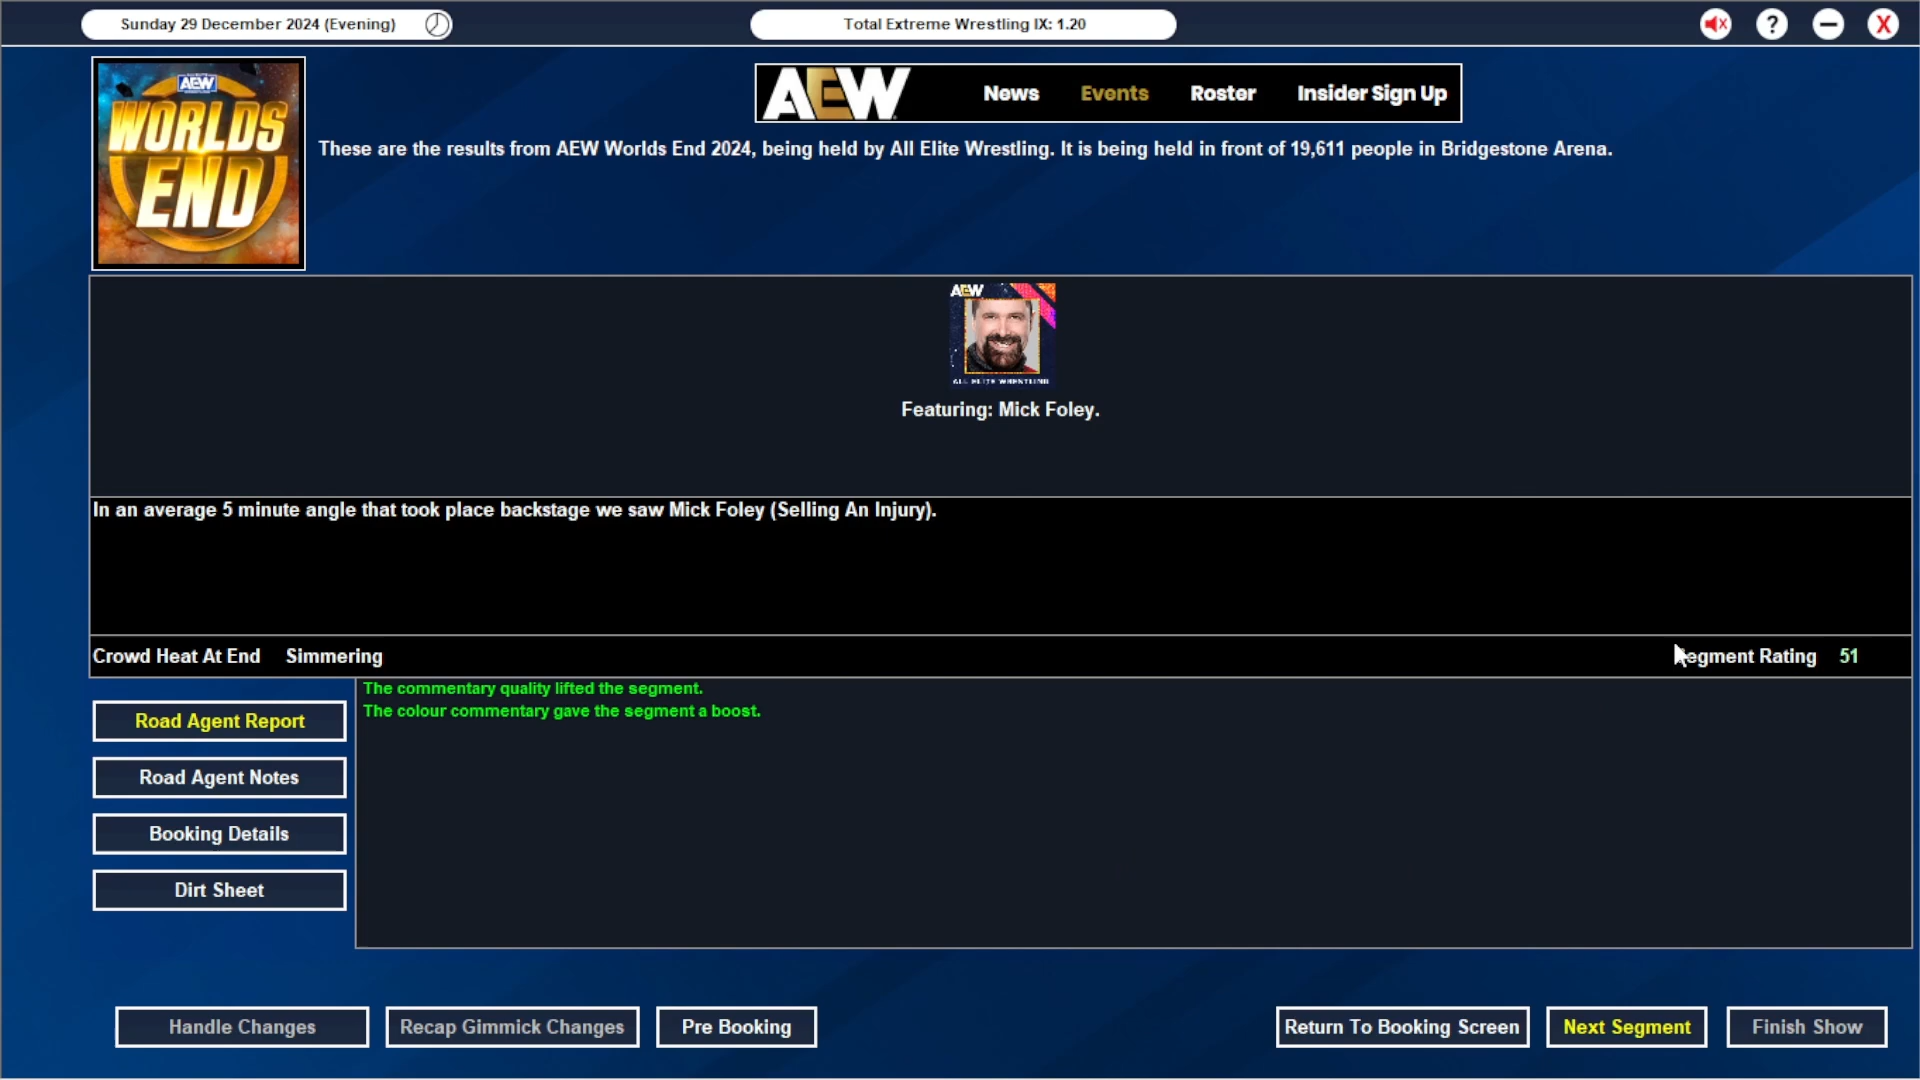 Sunday 29 December 2024 (Evening)
Total Extreme Wrestling IX: 1.20
?
X
AEW
WORLDS
END
AEW News Events Roster Insider Sign Up
These are the results from AEW Worlds End 2024, being held by All Elite Wrestling. It is being held in front of 19,611 people in Bridgestone Arena.
AEW
ALL ELITE WRESTLING
Featuring: Mick Foley.
In an average 5 minute angle that took place backstage we saw Mick Foley (Selling An Injury).
Crowd Heat At End Simmering
Segment Rating 51
Road Agent Report
Road Agent Notes
Booking Details
Dirt Sheet
The commentary quality lifted the segment.
The colour commentary gave the segment a boost.
Handle Changes
Recap Gimmick Changes
Pre Booking
Return To Booking Screen
Next Segment
Finish Show